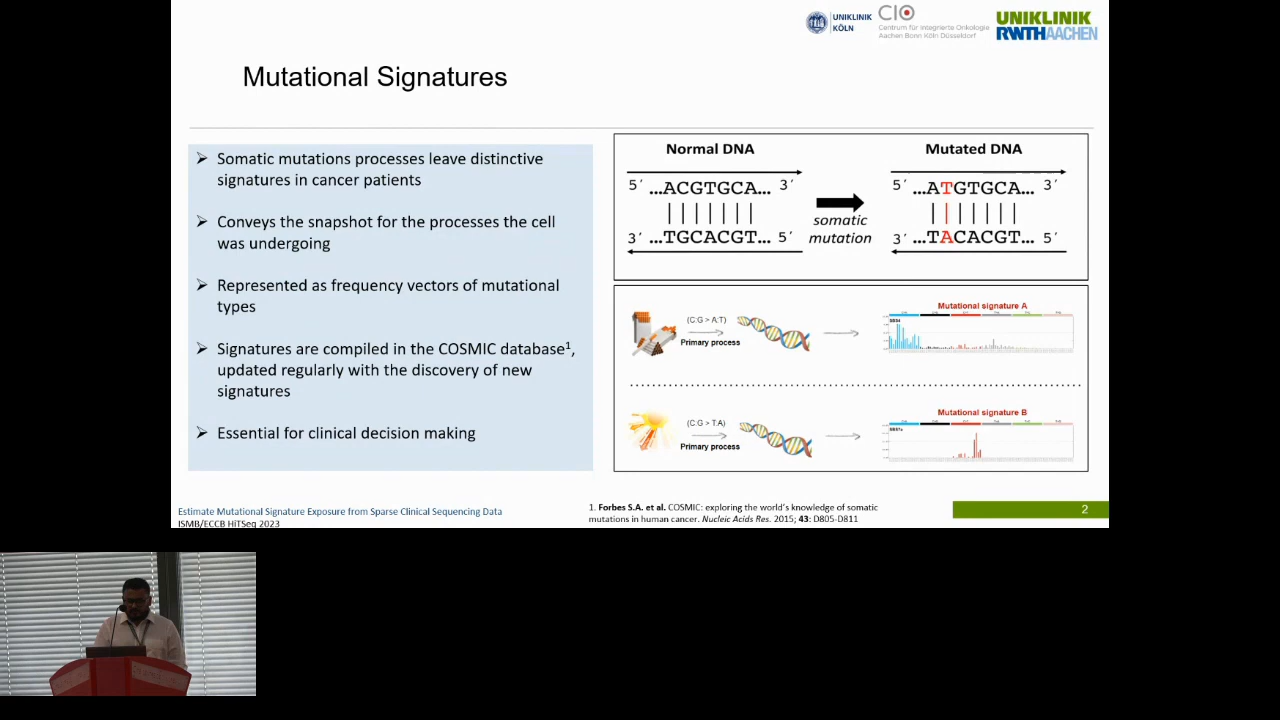 UNIKLINIK
KÖLN
CIO
Centrum für Integrierte Onkologie
Aachen Bonn Köln Düsseldorf
UNIKLINIK
RWTHAACHEN
Mutational Signatures
Somatic mutations processes leave distinctive
signatures in cancer patients
Conveys the snapshot for the processes the cell
was undergoing
Represented as frequency vectors of mutational
types
Signatures are compiled in the COSMIC database1,
updated regularly with the discovery of new
signatures
Essential for clinical decision making
Normal DNA
5′ ...ACGTGCA... 3′
3′ ...TGCACGT... 5′
somatic
mutation
Mutated DNA
5′ ...ATGTGCA... 3′
3′ ...TACACGT... 5′
(C:G > A:T)
Primary process
Mutational signature A
SBS4
(C:G > T:A)
Primary process
Mutational signature B
Estimate Mutational Signature Exposure from Sparse Clinical Sequencing Data
ISMB/ECCB HiTSeq 2023
1. Forbes S.A. et al. COSMIC: exploring the world's knowledge of somatic
mutations in human cancer. Nucleic Acids Res. 2015; 43: D805-D811
2